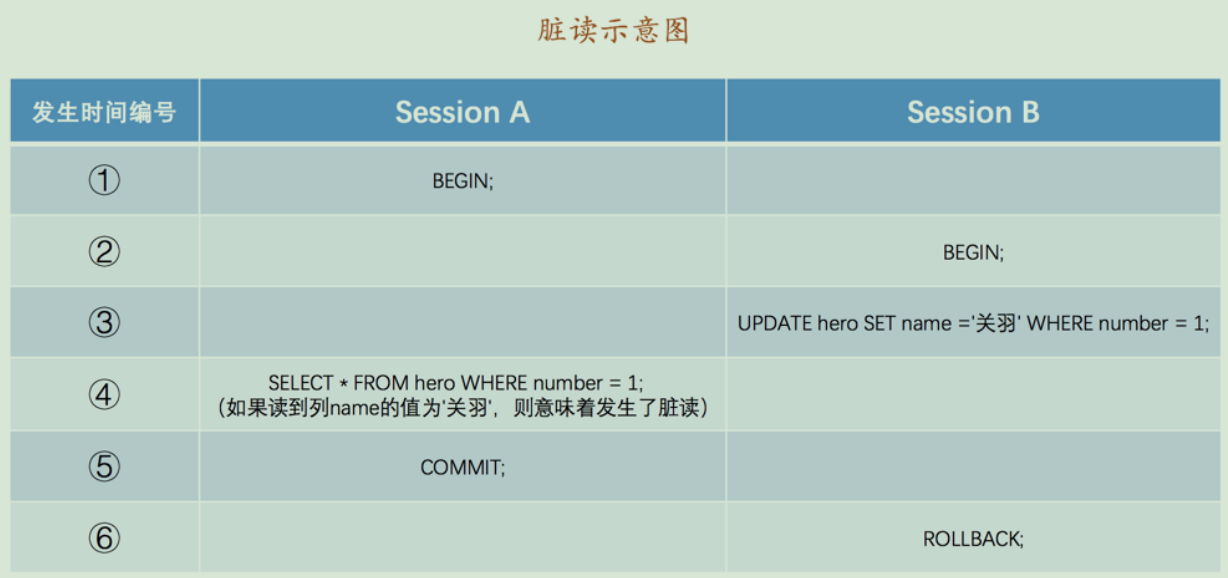 脏读示意图
发生时间编号 Session A Session B
① BEGIN;
② BEGIN;
③ UPDATE hero SET name ='关羽' WHERE number = 1;
④ SELECT * FROM hero WHERE number = 1;
（如果读到列name的值为'关羽'，则意味着发生了脏读）
⑤ COMMIT;
⑥ ROLLBACK;